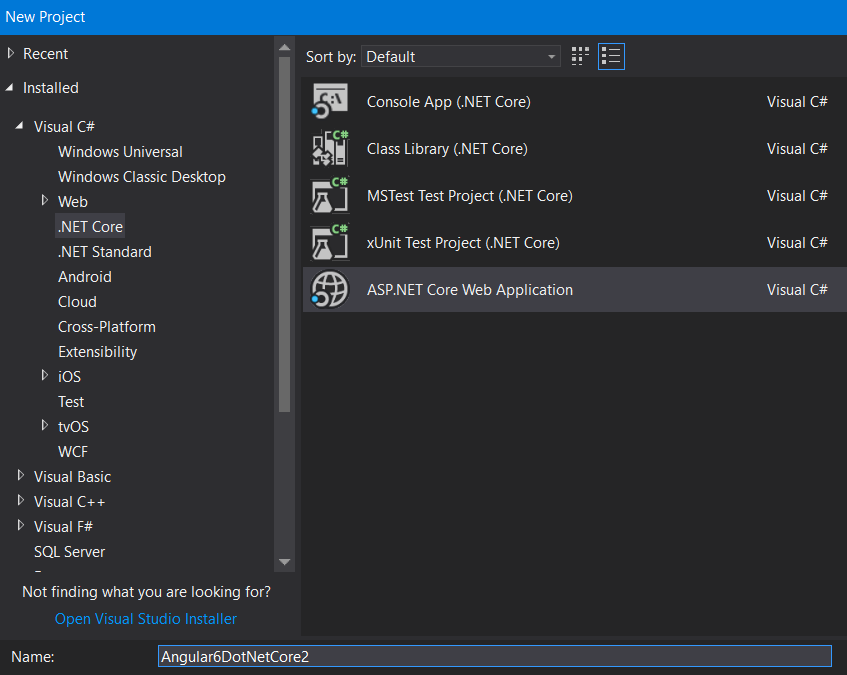 New Project
Recent
Installed
Visual C#
Windows Universal
Windows Classic Desktop
Web
.NET Core
.NET Standard
Android
Cloud
Cross-Platform
Extensibility
iOS
Test
tvOS
WCF
Visual Basic
Visual C++
Visual F#
SQL Server
Not finding what you are looking for?
Open Visual Studio Installer
Sort by: Default
Console App (.NET Core) Visual C#
Class Library (.NET Core) Visual C#
MSTest Test Project (.NET Core) Visual C#
xUnit Test Project (.NET Core) Visual C#
ASP.NET Core Web Application Visual C#
Name: Angular6DotNetCore2